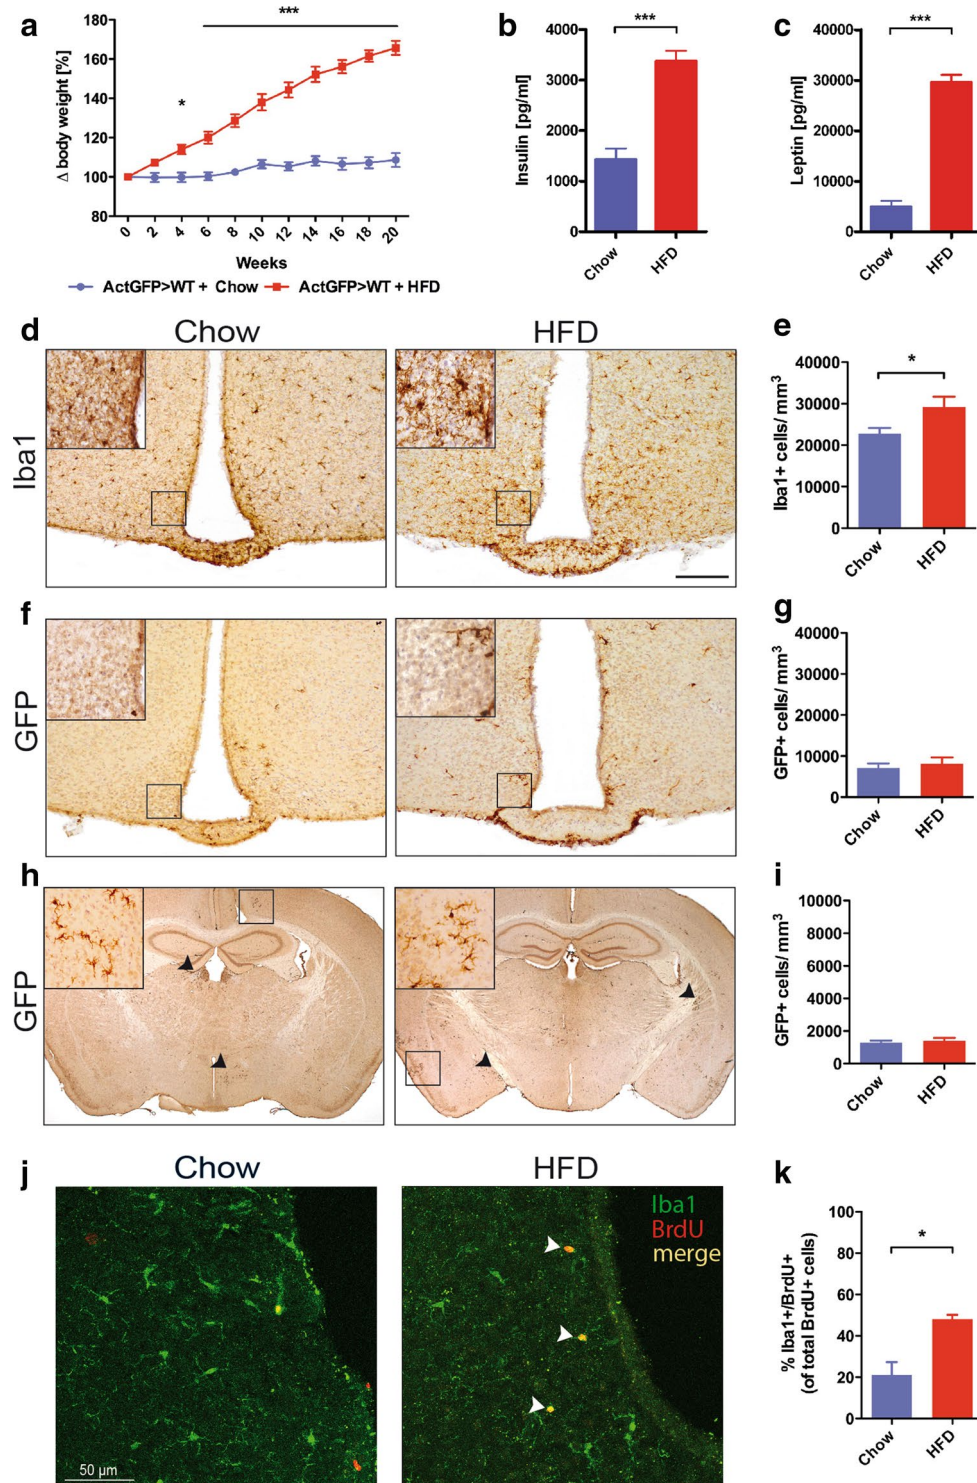 a
***
*
Δ body weight [%]
180
160
140
120
100
80
0 2 4 6 8 10 12 14 16 18 20
Weeks
ActGFP>WT + Chow ActGFP>WT + HFD
b
***
Insulin [pg/ml]
4000
3000
2000
1000
0
Chow HFD
c
***
Leptin [pg/ml]
40000
30000
20000
10000
0
Chow HFD
d
Chow HFD
Iba1
e
*
Iba1+ cells/ mm³
40000
30000
20000
10000
0
Chow HFD
f
GFP
g
GFP+ cells/ mm³
40000
30000
20000
10000
0
Chow HFD
h
GFP
i
GFP+ cells/ mm³
10000
8000
6000
4000
2000
0
Chow HFD
j
Chow HFD
Iba1
BrdU
merge
50 µm
k
*
% Iba1+/BrdU+
(of total BrdU+ cells)
80
60
40
20
0
Chow HFD